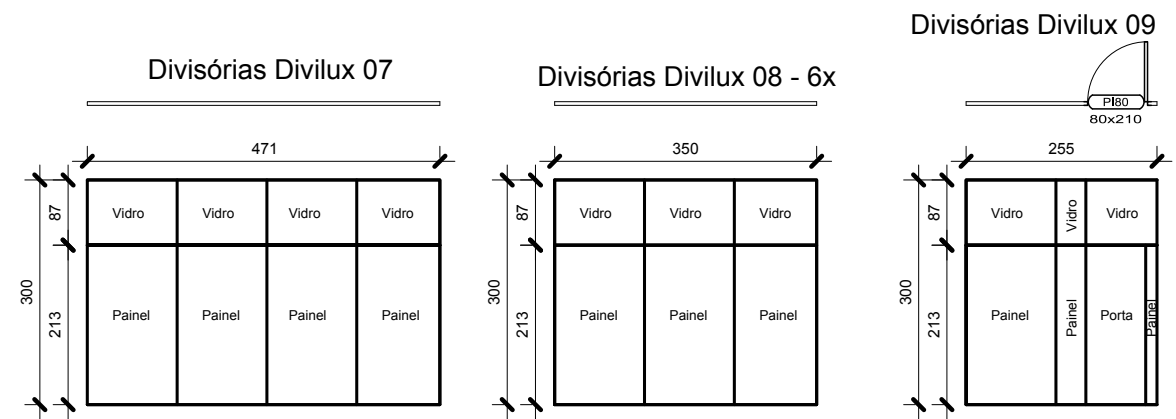 Divisórias Divilux 07
471
87
300
213
Vidro Vidro Vidro Vidro
Painel Painel Painel Painel
Divisórias Divilux 08 - 6x
350
87
300
213
Vidro Vidro Vidro
Painel Painel Painel
Divisórias Divilux 09
PI80
80x210
255
87
300
213
Vidro Vidro Vidro
Painel Painel Porta Painel